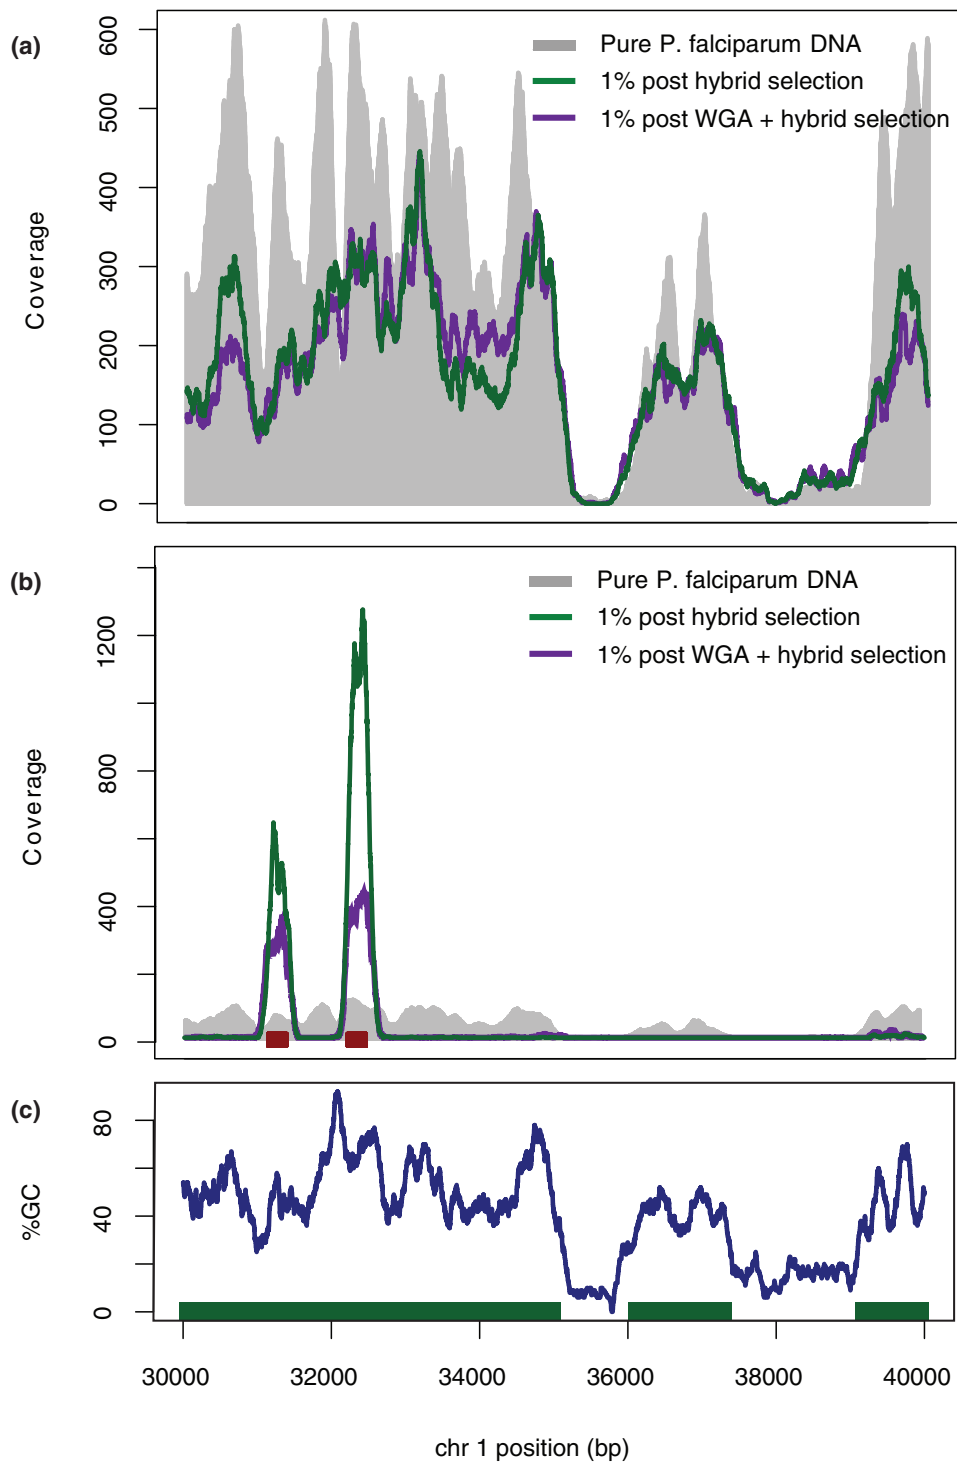 (a)
600
500
400
300
200
100
0
Coverage
Pure P. falciparum DNA
1% post hybrid selection
1% post WGA + hybrid selection
(b)
1200
800
400
0
Coverage
Pure P. falciparum DNA
1% post hybrid selection
1% post WGA + hybrid selection
(c)
80
40
0
%GC
30000 32000 34000 36000 38000 40000
chr 1 position (bp)